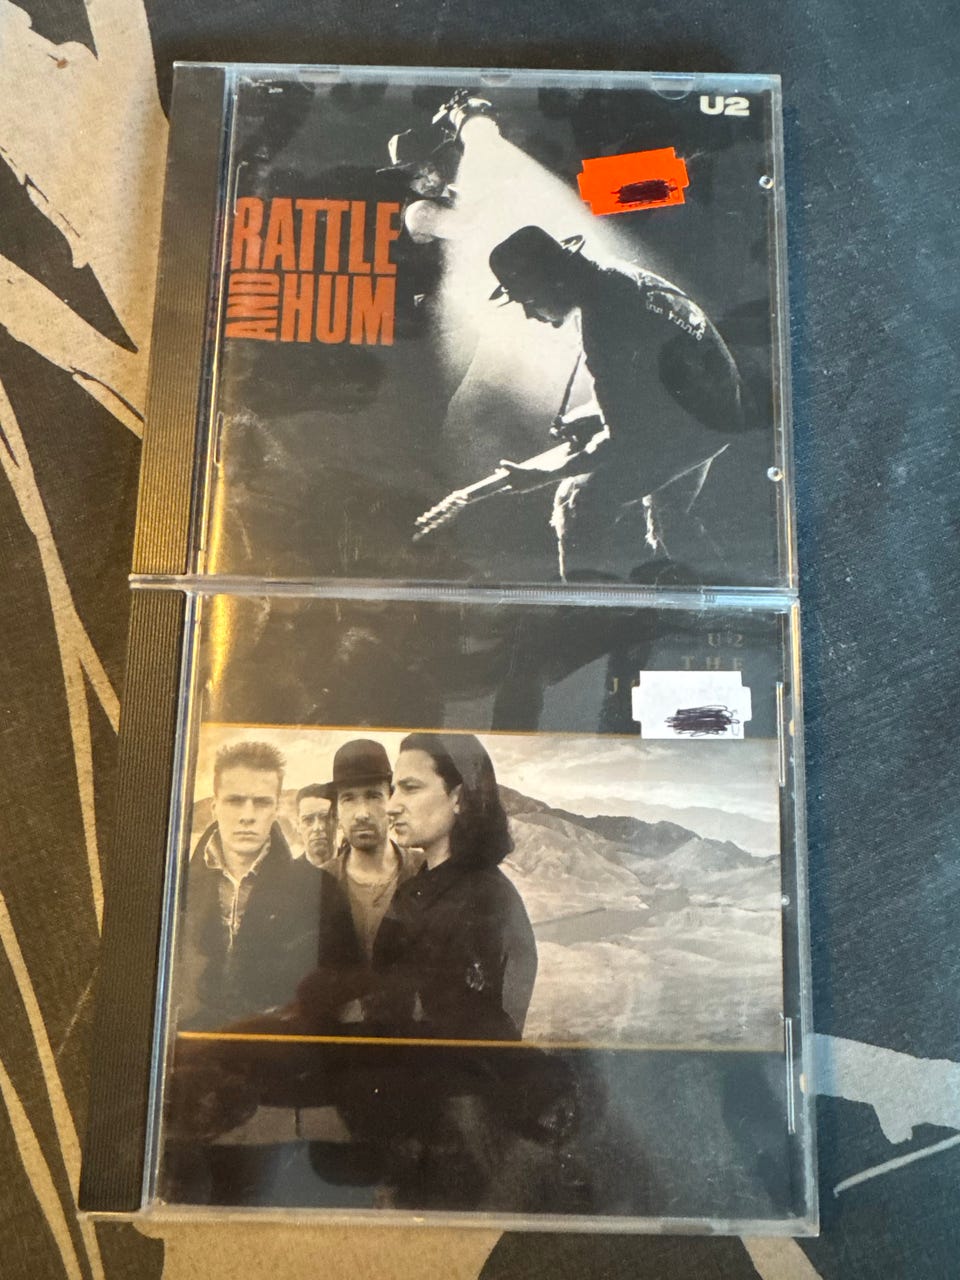 U2
RATTLE
AND HUM
U2
THE
J